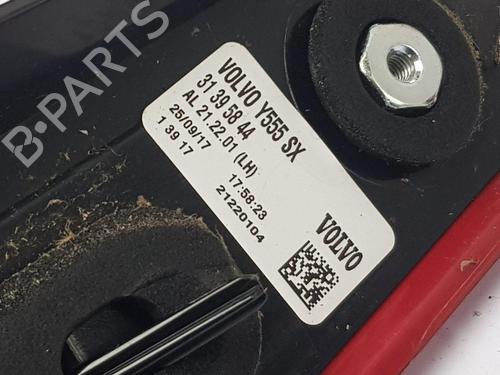 B-PARTS
VOLVO Y555 SX
31 39 58 44
AL 21.22.01 (LH)
25/09/17 17:58:23
1 39 17 21220104
VOLVO